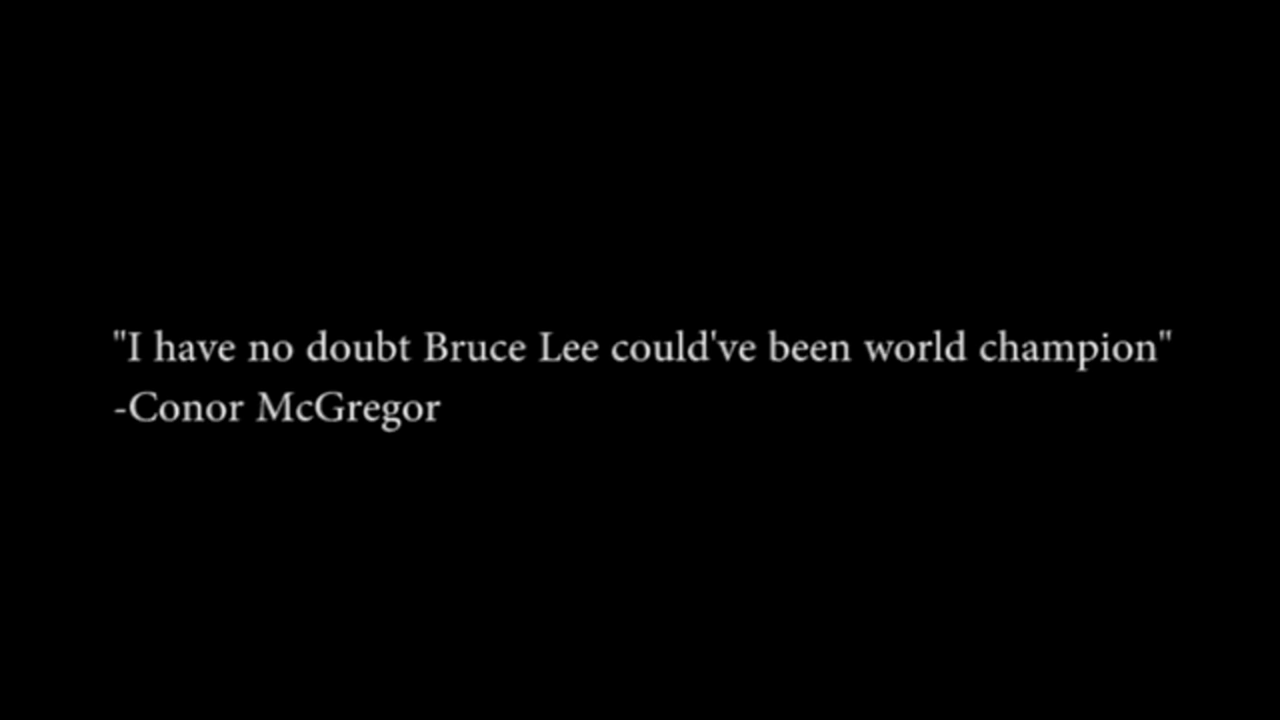 "I have no doubt Bruce Lee could've been world champion"
-Conor McGregor